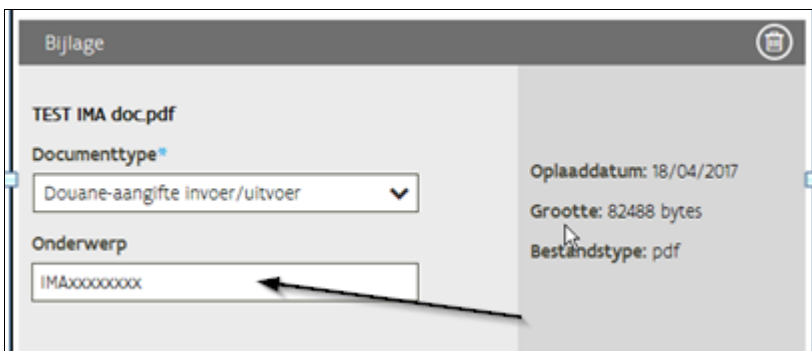 Bijlage
TEST IMA doc.pdf
Documenttype*
Douane-aangifte invoer/uitvoer
Onderwerp
IMAxxxxxxxx
Oplaaddatum: 18/04/2017
Grootte: 82488 bytes
Bestandstype: pdf